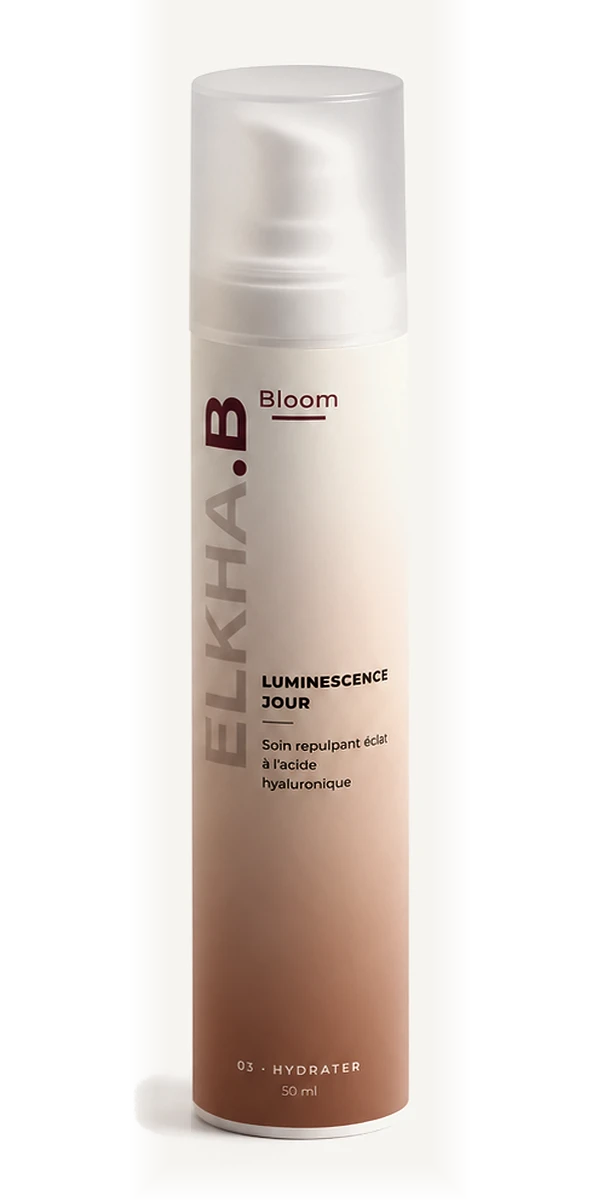 ELKHA.B
Bloom
LUMINESCENCE
JOUR
Soin repulpant éclat
à l'acide
hyaluronique
03 · HYDRATER
50 ml